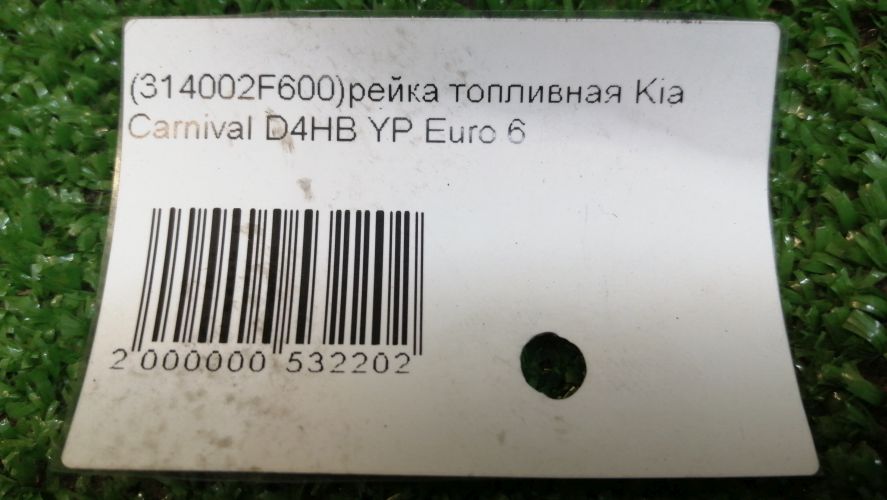 (314002F600)рейка топливная Kia
Carnival D4HB YP Euro 6
2 000000 532202